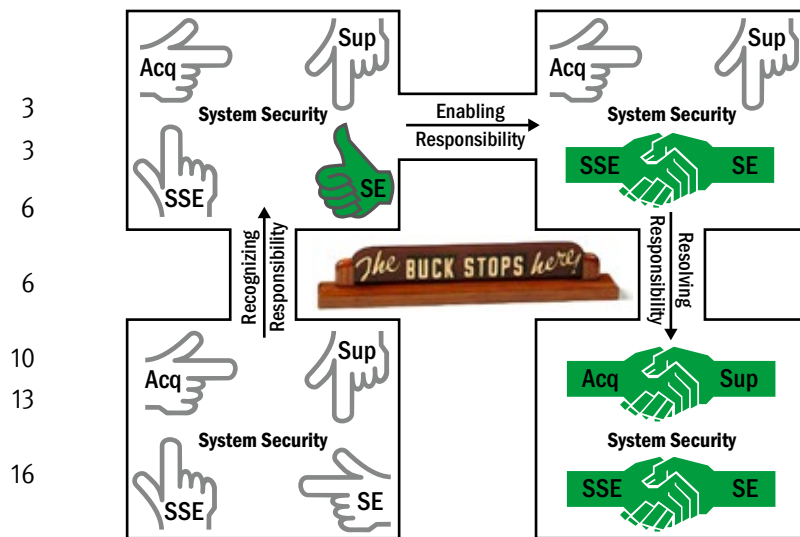 3
3
6
6
10
13
16
Acq
Sup
System Security
SSE
SE
Enabling
Responsibility
Acq
Sup
System Security
SSE
SE
Recognizing
Responsibility
The BUCK STOPS here!
Resolving
Responsibility
Acq
Sup
System Security
SSE
SE
Acq
Sup
System Security
SSE
SE